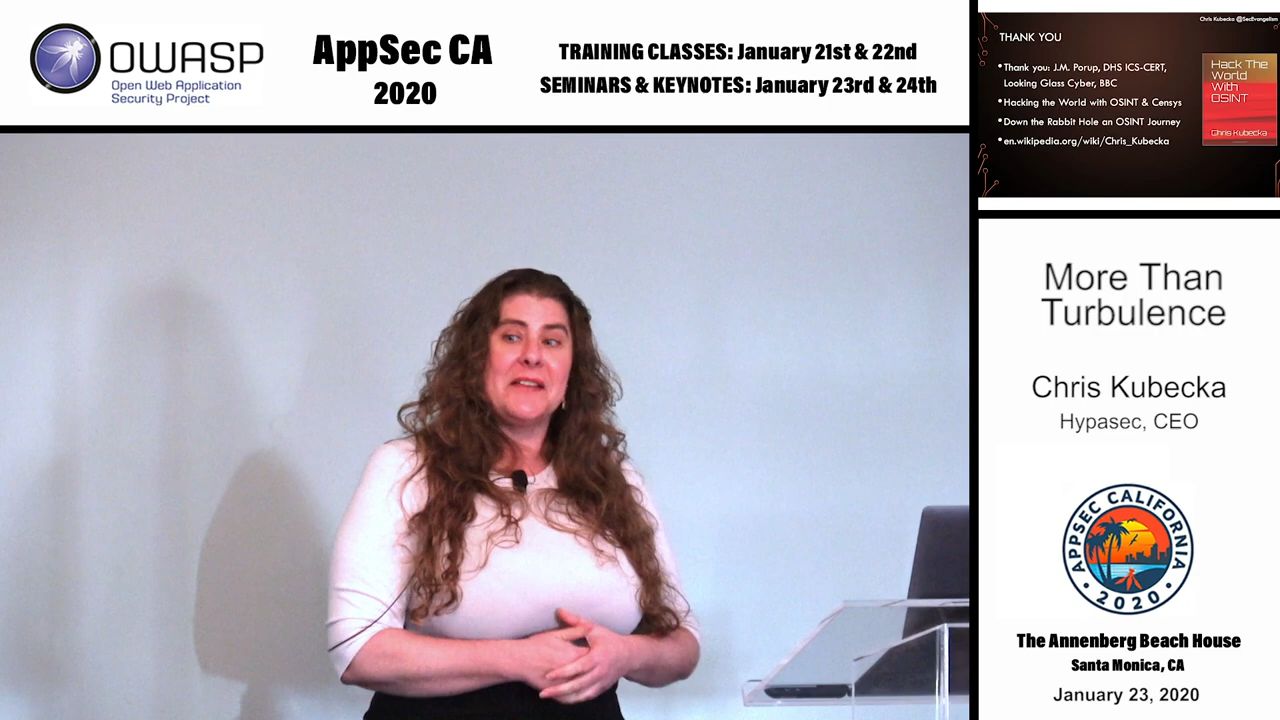 OWASP
Open Web Application
Security Project
AppSec CA
2020
TRAINING CLASSES: January 21st & 22nd
SEMINARS & KEYNOTES: January 23rd & 24th
Chris Kubecka @SecEvangelism
THANK YOU
• Thank you: J.M. Porup, DHS ICS-CERT,
Looking Glass Cyber, BBC
• Hacking the World with OSINT & Censys
• Down the Rabbit Hole an OSINT Journey
• en.wikipedia.org/wiki/Chris_Kubecka
Hack The
World
With
OSINT
Chris Kubecka
More Than
Turbulence
Chris Kubecka
Hypasec, CEO
APPSEC CALIFORNIA
• 2020 •
The Annenberg Beach House
Santa Monica, CA
January 23, 2020